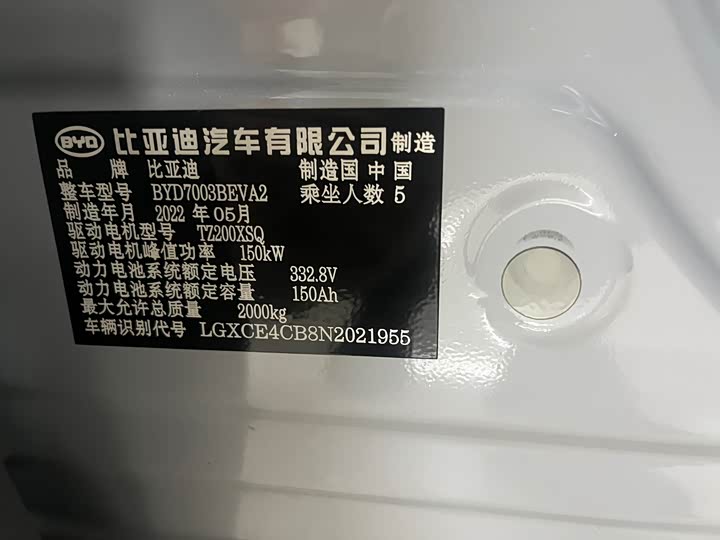 BYD 比亚迪汽车有限公司制造
品 牌 比亚迪 制造国 中 国
整车型号 BYD7003BEVA2 乘坐人数 5
制造年月 2022 年 05月
驱动电机型号 TZ200XSQ
驱动电机峰值功率 150kW
动力电池系统额定电压 332.8V
动力电池系统额定容量 150Ah
最大允许总质量 2000kg
车辆识别代号 LGXCE4CB8N2021955